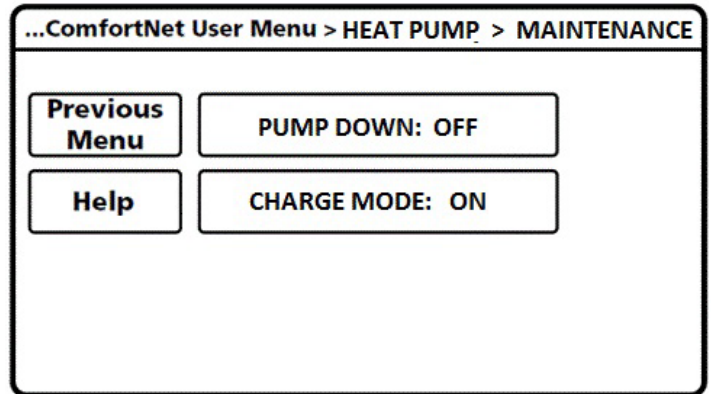 ...ComfortNet User Menu > HEAT PUMP > MAINTENANCE
Previous
Menu
PUMP DOWN: OFF
Help
CHARGE MODE: ON